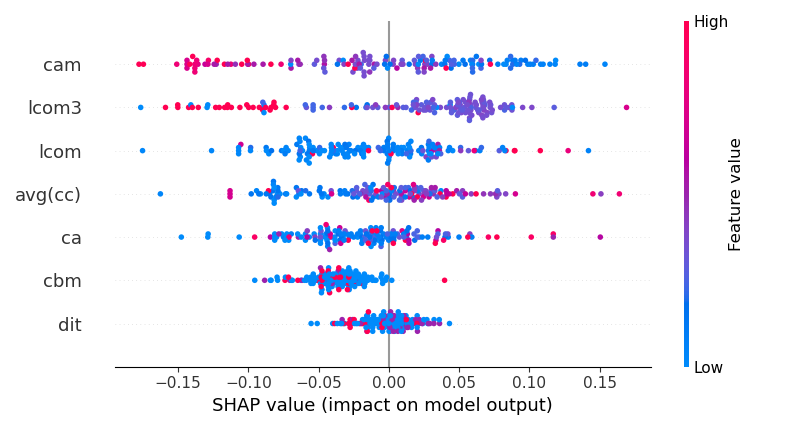 High
cam
lcom3
lcom
avg(cc)
ca
cbm
dit
Feature value
Low
−0.15 −0.10 −0.05 0.00 0.05 0.10 0.15
SHAP value (impact on model output)